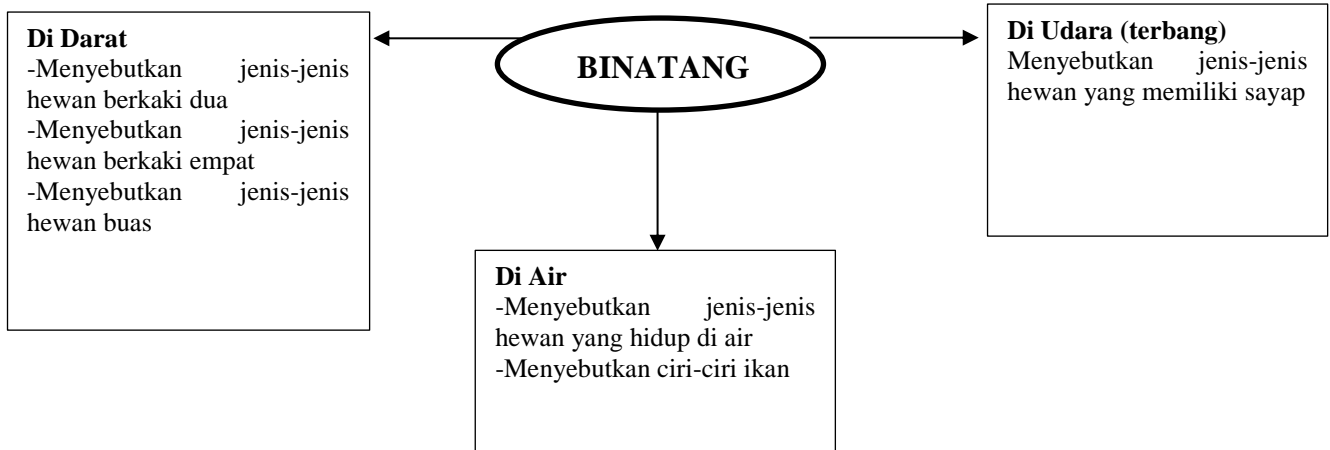 BINATANG
Di Darat
-Menyebutkan jenis-jenis
hewan berkaki dua
-Menyebutkan jenis-jenis
hewan berkaki empat
-Menyebutkan jenis-jenis
hewan buas
Di Air
-Menyebutkan jenis-jenis
hewan yang hidup di air
-Menyebutkan ciri-ciri ikan
Di Udara (terbang)
Menyebutkan jenis-jenis
hewan yang memiliki sayap